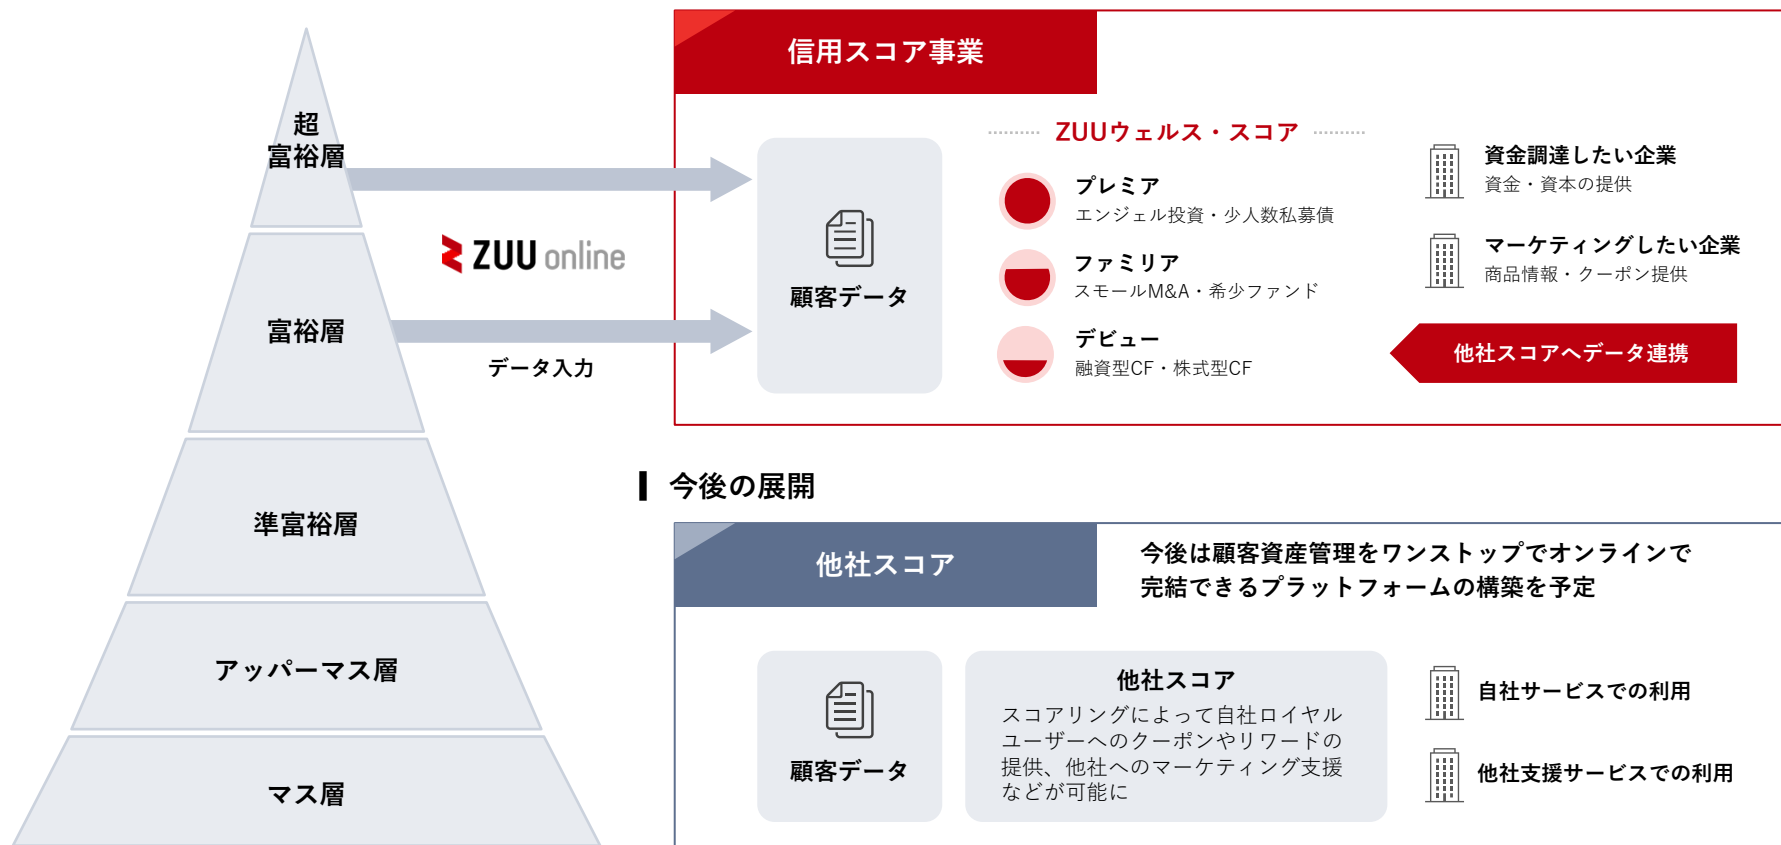 超
富裕層
富裕層
準富裕層
アッパーマス層
マス層
ZUU online
データ入力
信用スコア事業
顧客データ
ZUUウェルス・スコア
プレミア
エンジェル投資・少人数私募債
ファミリア
スモールM&A・希少ファンド
デビュー
融資型CF・株式型CF
資金調達したい企業
資金・資本の提供
マーケティングしたい企業
商品情報・クーポン提供
他社スコアへデータ連携
今後の展開
他社スコア
今後は顧客資産管理をワンストップでオンラインで
完結できるプラットフォームの構築を予定
顧客データ
他社スコア
スコアリングによって自社ロイヤル
ユーザーへのクーポンやリワードの
提供、他社へのマーケティング支援
などが可能に
自社サービスでの利用
他社支援サービスでの利用